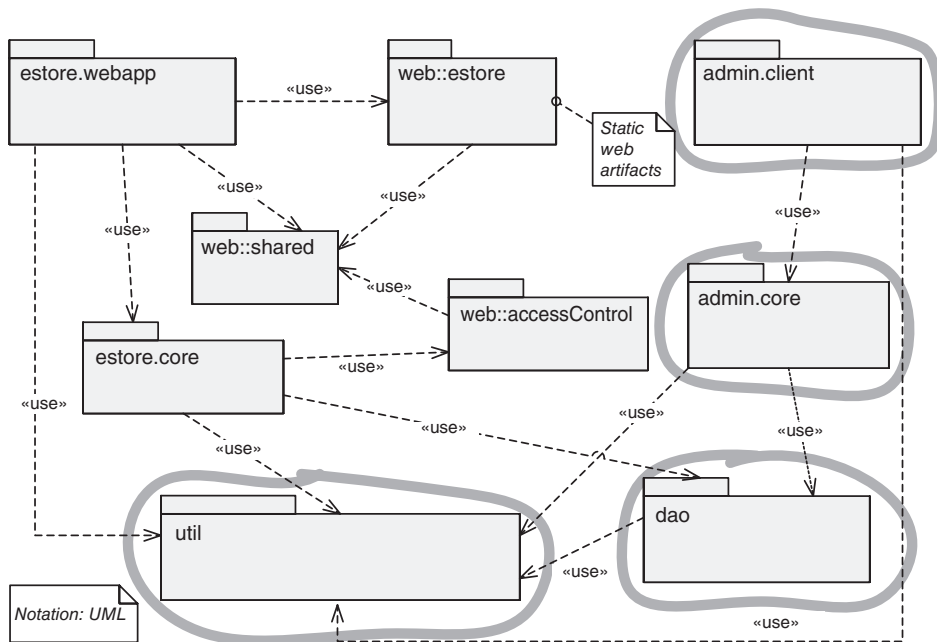 estore.webapp
web::estore
admin.client
«use»
Static
web
artifacts
«use»
«use»
«use»
«use»
web::shared
«use»
admin.core
web::accessControl
estore.core
«use»
«use»
«use»
«use»
«use»
«use»
util
dao
«use»
Notation: UML
«use»